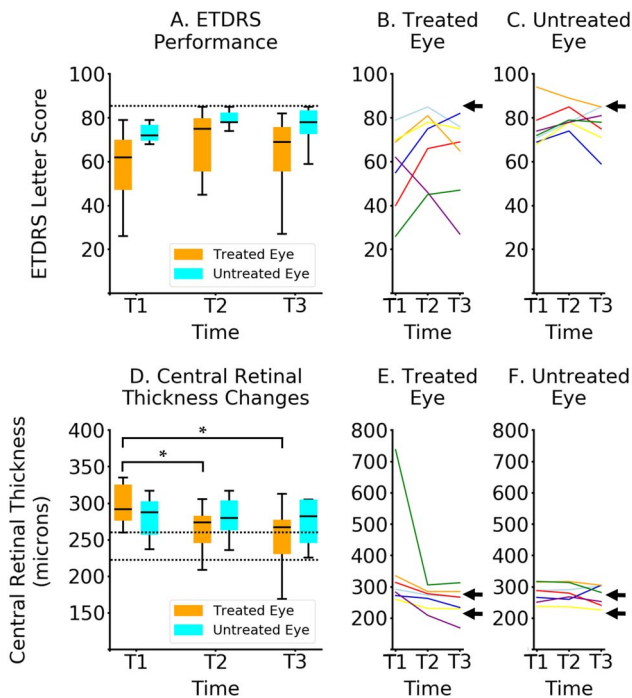 A. ETDRS
Performance
B. Treated
Eye
C. Untreated
Eye
ETDRS Letter Score
100
80
60
40
20
Treated Eye
Untreated Eye
T1 T2 T3
Time
100
80
60
40
20
T1 T2 T3
Time
100
80
60
40
20
T1 T2 T3
Time
D. Central Retinal
Thickness Changes
E. Treated
Eye
F. Untreated
Eye
Central Retinal Thickness
(microns)
400
350
300
250
200
150
*
*
Treated Eye
Untreated Eye
T1 T2 T3
Time
800
700
600
500
400
300
200
T1 T2 T3
Time
800
700
600
500
400
300
200
T1 T2 T3
Time